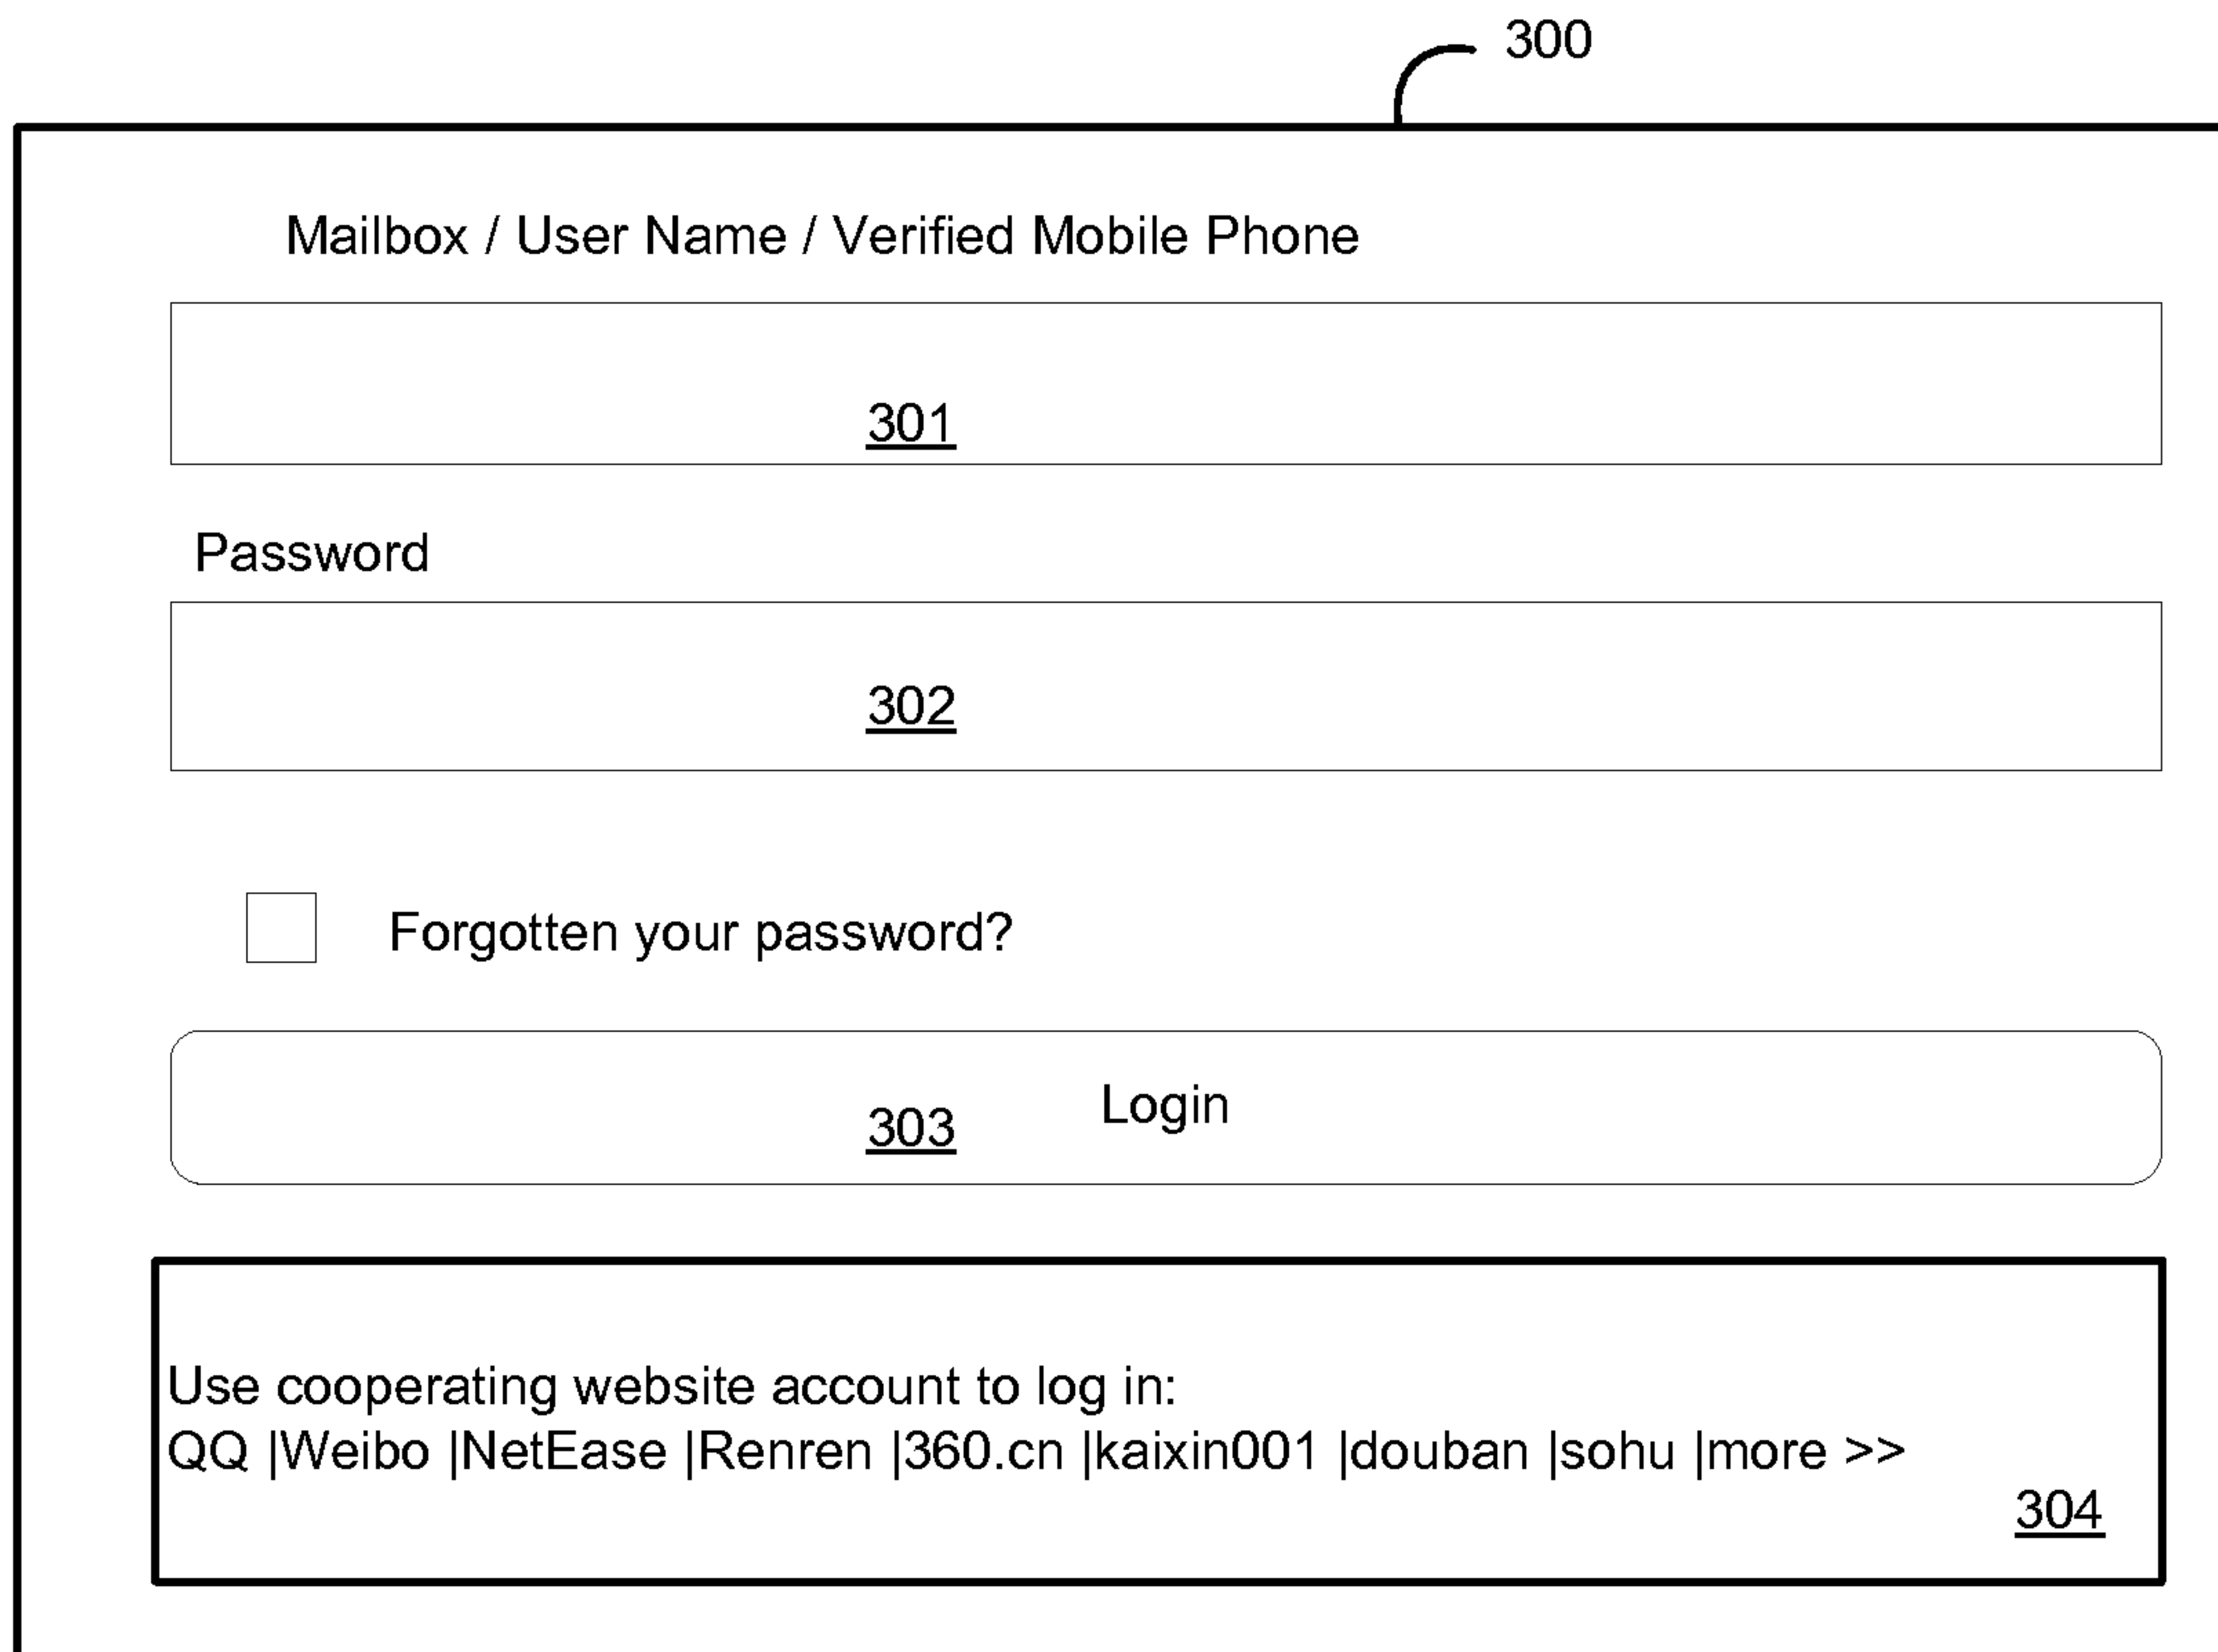 300
Mailbox / User Name / Verified Mobile Phone
301
Password
302
Forgotten your password?
303 Login
Use cooperating website account to log in:
QQ |Weibo |NetEase |Renren |360.cn |kaixin001 |douban |sohu |more >>
304